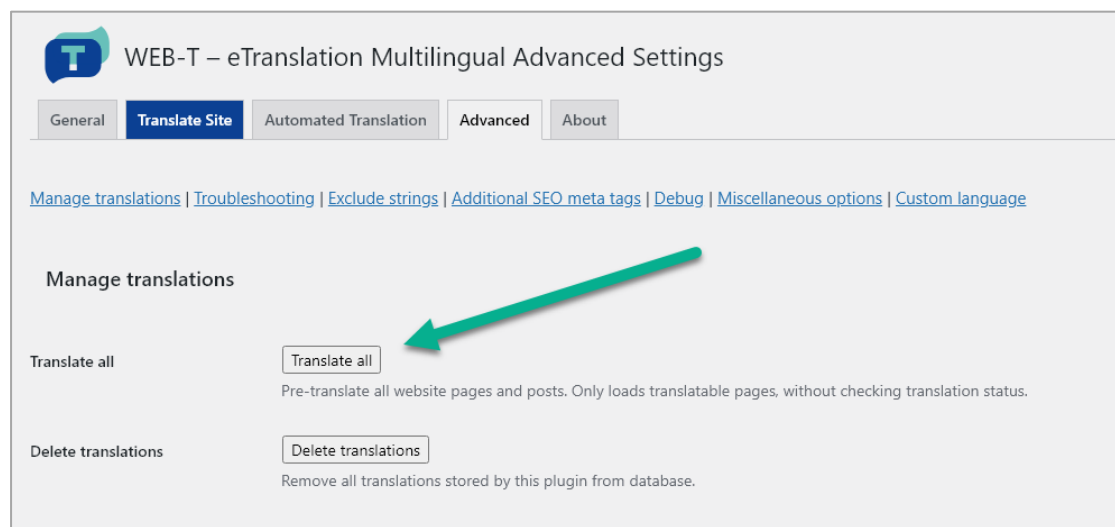 T
WEB-T – eTranslation Multilingual Advanced Settings
General Translate Site Automated Translation Advanced About
Manage translations | Troubleshooting | Exclude strings | Additional SEO meta tags | Debug | Miscellaneous options | Custom language
Manage translations
Translate all Translate all
Pre-translate all website pages and posts. Only loads translatable pages, without checking translation status.
Delete translations Delete translations
Remove all translations stored by this plugin from database.